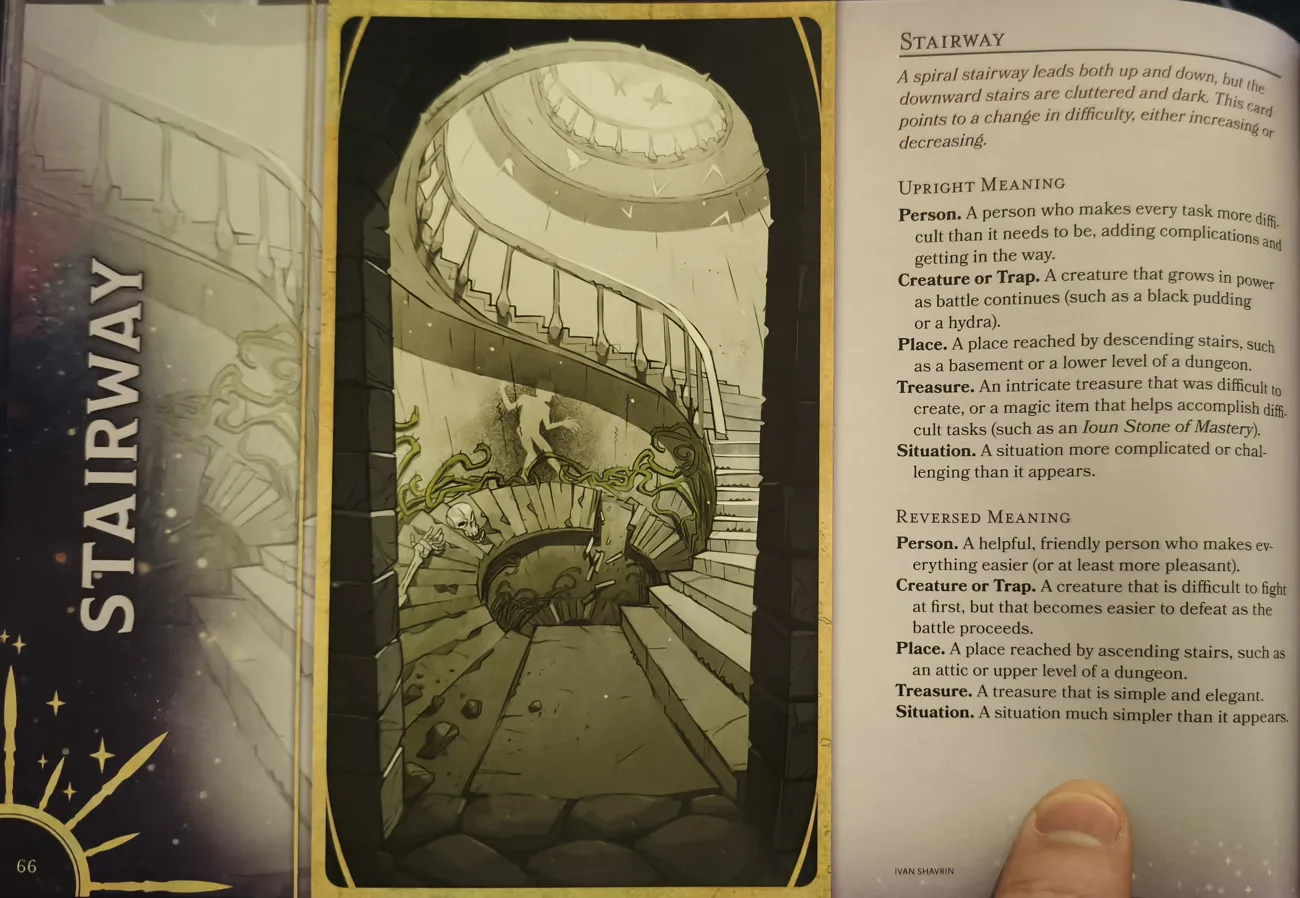 STAIRWAY
66
STAIRWAY
A spiral stairway leads both up and down, but the
downward stairs are cluttered and dark. This card
points to a change in difficulty, either increasing or
decreasing.
UPRIGHT MEANING
Person. A person who makes every task more diffi-
cult than it needs to be, adding complications and
getting in the way.
Creature or Trap. A creature that grows in power
as battle continues (such as a black pudding
or a hydra).
Place. A place reached by descending stairs, such
as a basement or a lower level of a dungeon.
Treasure. An intricate treasure that was difficult to
create, or a magic item that helps accomplish diffi-
cult tasks (such as an Ioun Stone of Mastery).
Situation. A situation more complicated or chal-
lenging than it appears.
REVERSED MEANING
Person. A helpful, friendly person who makes ev-
erything easier (or at least more pleasant).
Creature or Trap. A creature that is difficult to fight
at first, but that becomes easier to defeat as the
battle proceeds.
Place. A place reached by ascending stairs, such as
an attic or upper level of a dungeon.
Treasure. A treasure that is simple and elegant.
Situation. A situation much simpler than it appears.
IVAN SHAVRIN